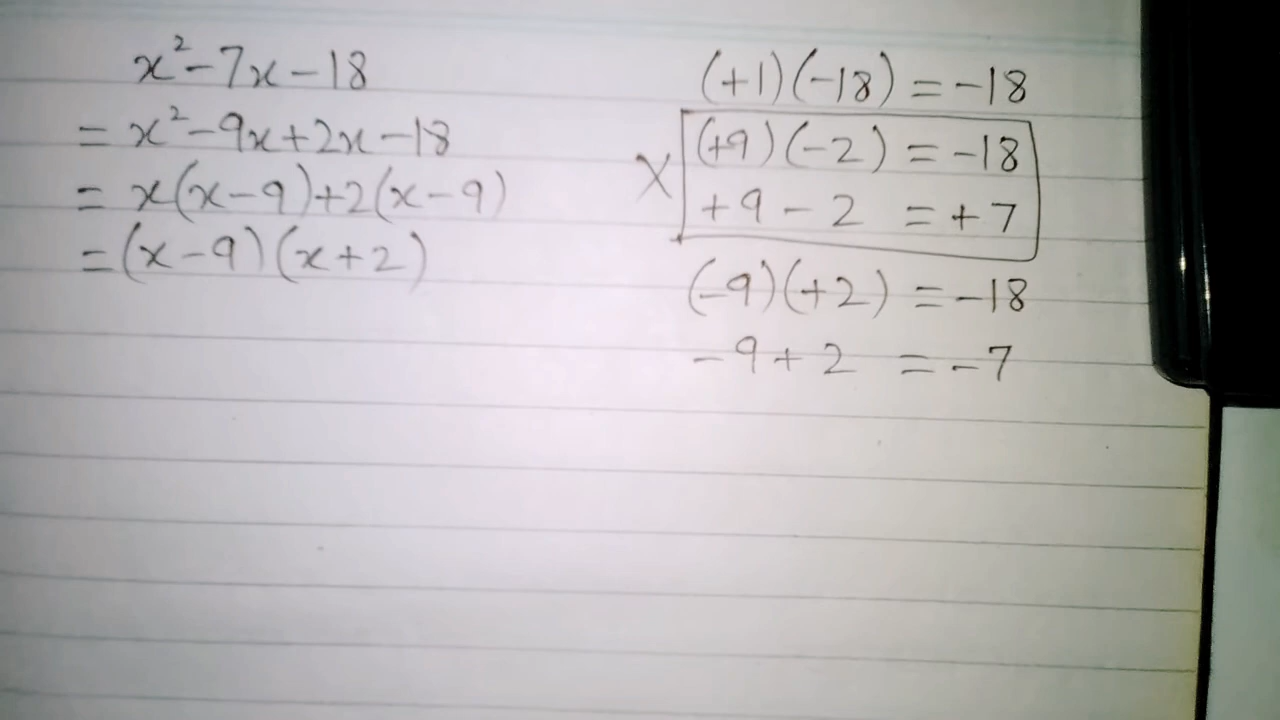 x² - 7x - 18
= x² - 9x + 2x - 18
= x(x - 9) + 2(x - 9)
= (x - 9)(x + 2)
(+1)(-18) = -18
X (+9)(-2) = -18
+9 - 2 = +7
(-9)(+2) = -18
-9 + 2 = -7